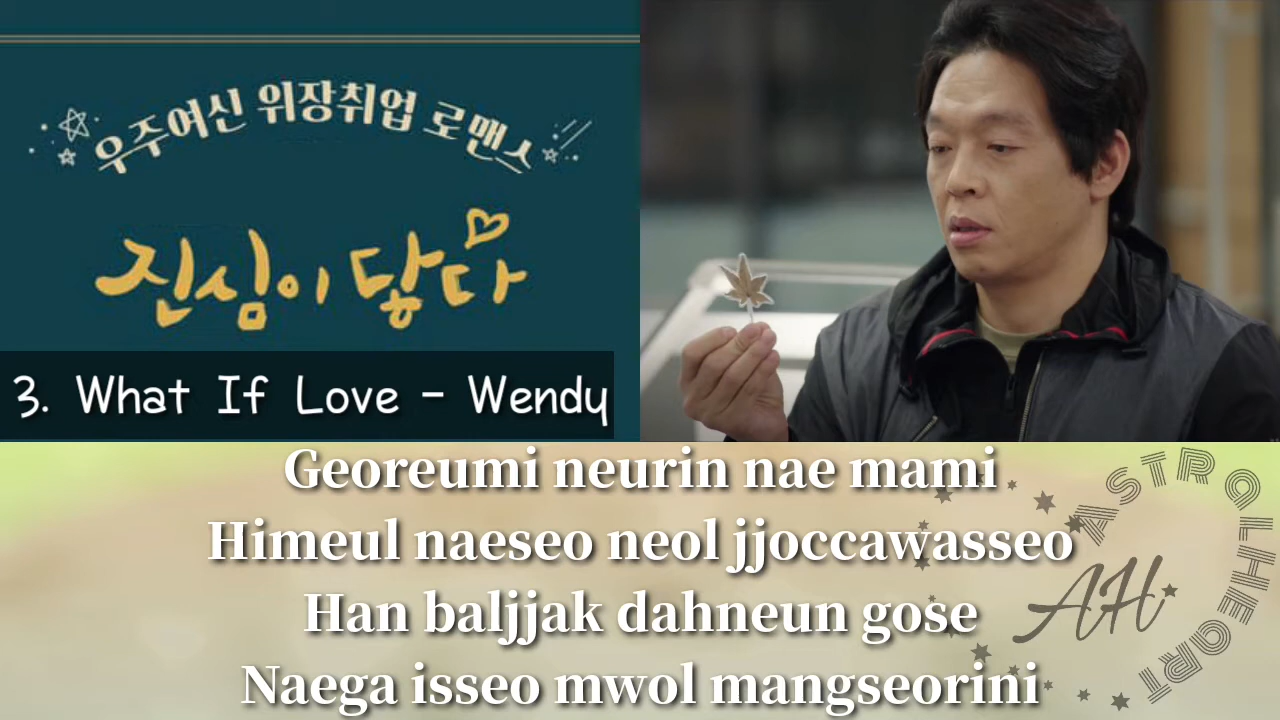 우주여신 위장취업 로맨스
진심이 닿다
3. What If Love - Wendy
Georeumi neurin nae mami
Himeul naeseo neol jjoccawasseo
Han baljjak dahneun gose
Naega isseo mwol mangseorini
ASTROLHEART
AH